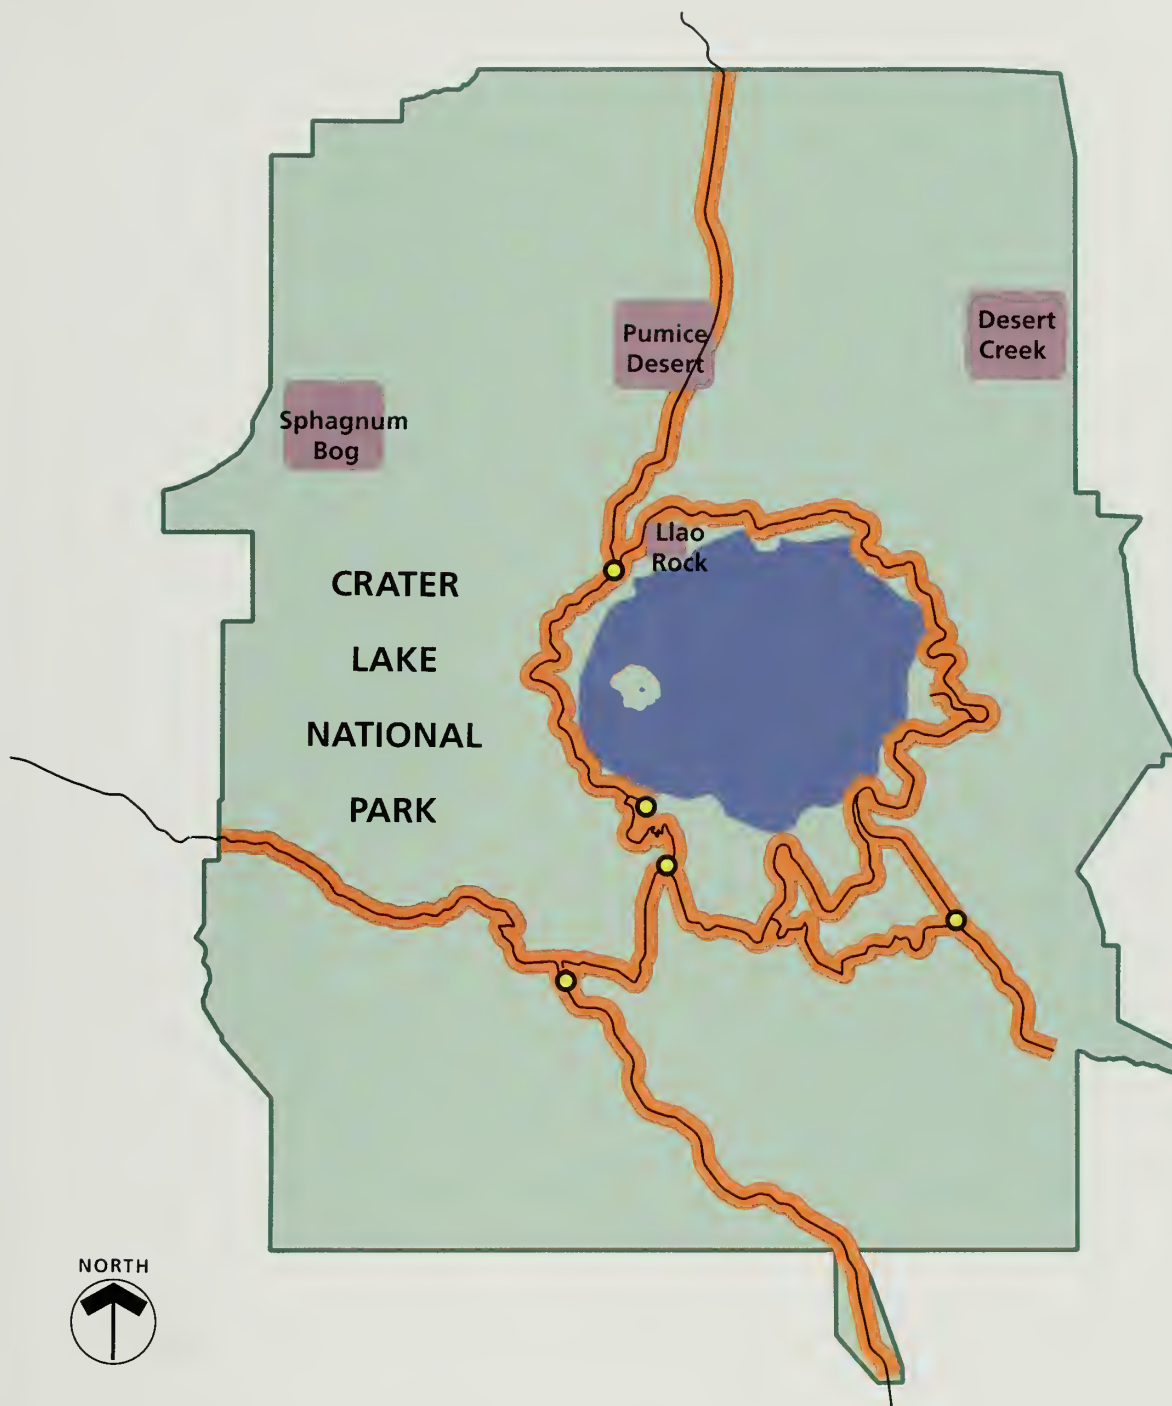 Pumice
Desert
Desert
Creek
Sphagnum
Bog
Llao
Rock
CRATER
LAKE
NATIONAL
PARK
NORTH